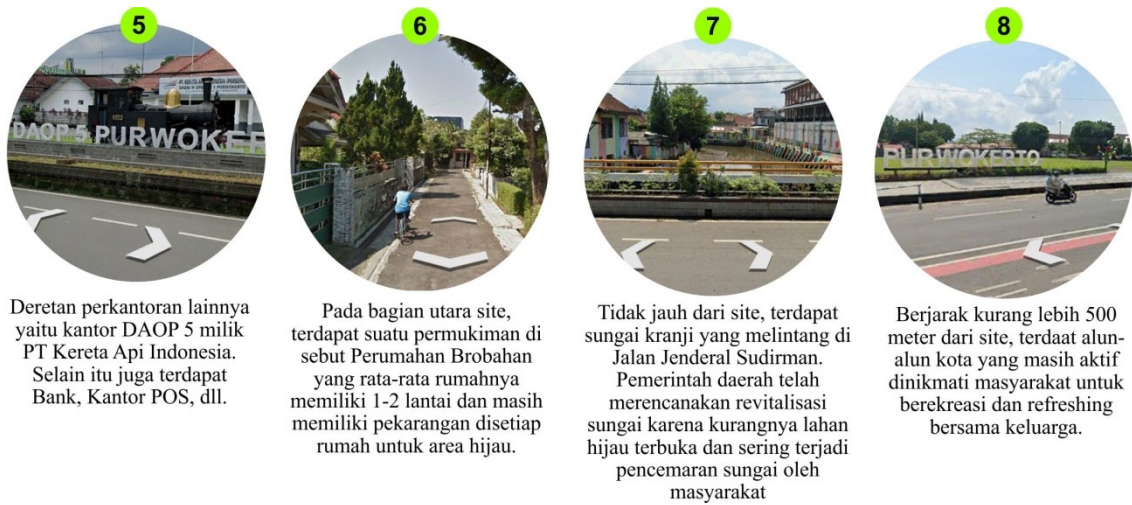 5
DAOP 5 PURWOKER
Deretan perkantoran lainnya
yaitu kantor DAOP 5 milik
PT Kereta Api Indonesia.
Selain itu juga terdapat
Bank, Kantor POS, dll.
6
Pada bagian utara site,
terdapat suatu permukiman di
sebut Perumahan Brobahan
yang rata-rata rumahnya
memiliki 1-2 lantai dan masih
memiliki pekarangan disetiap
rumah untuk area hijau.
7
Tidak jauh dari site, terdapat
sungai kranji yang melintang di
Jalan Jenderal Sudirman.
Pemerintah daerah telah
merencanakan revitalisasi
sungai karena kurangnya lahan
hijau terbuka dan sering terjadi
pencemaran sungai oleh
masyarakat
8
PURWOKERTO
Berjarak kurang lebih 500
meter dari site, terdaat alun-
alun kota yang masih aktif
dinikmati masyarakat untuk
berekreasi dan refreshing
bersama keluarga.